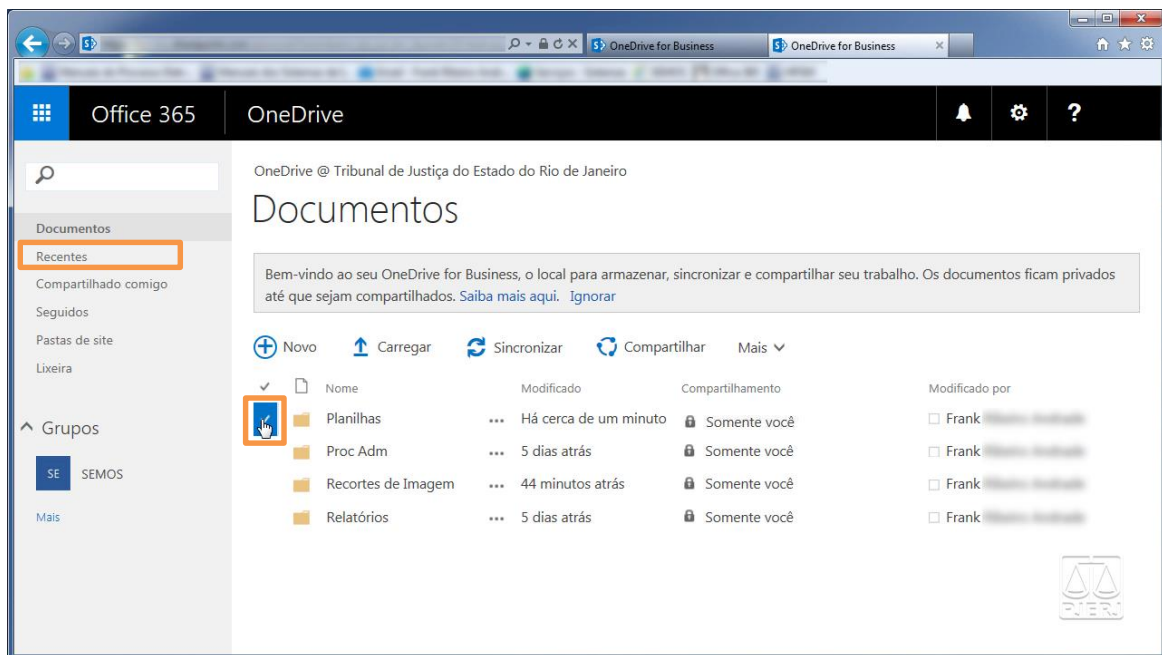 OneDrive for Business
OneDrive for Business
Office 365
OneDrive
?
OneDrive @ Tribunal de Justiça do Estado do Rio de Janeiro
Documentos
Documentos
Recentes
Compartilhado comigo
Seguidos
Pastas de site
Lixeira
Grupos
SE SEMOS
Mais
Bem-vindo ao seu OneDrive for Business, o local para armazenar, sincronizar e compartilhar seu trabalho. Os documentos ficam privados
até que sejam compartilhados. Saiba mais aqui. Ignorar
Novo Carregar Sincronizar Compartilhar Mais
Nome Modificado Compartilhamento Modificado por
Planilhas ... Há cerca de um minuto Somente você Frank
Proc Adm ... 5 dias atrás Somente você Frank
Recortes de Imagem ... 44 minutos atrás Somente você Frank
Relatórios ... 5 dias atrás Somente você Frank
PJERJ